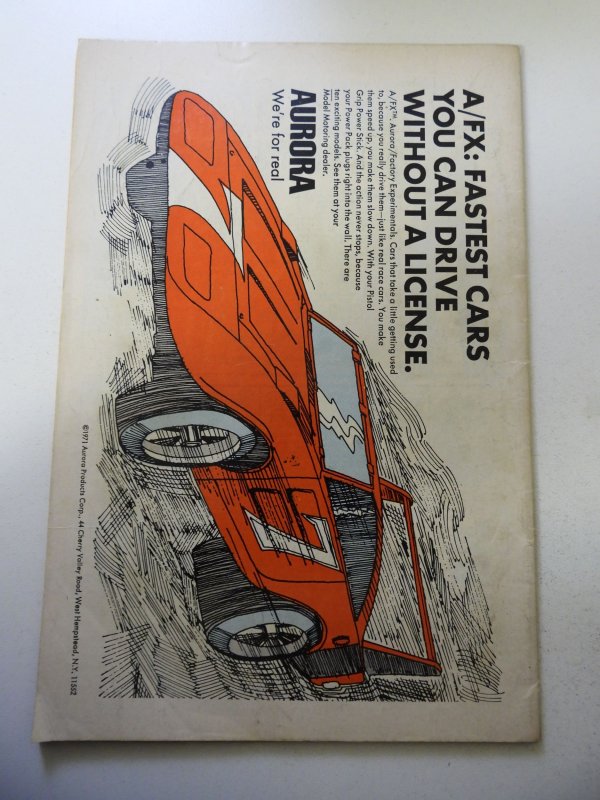 A/FX: FASTEST CARS
YOU CAN DRIVE
WITHOUT A LICENSE.
A/FX™. Aurora/Factory Experimentals. Cars that take a little getting used
to, because you really drive them—just like real race cars. You make
them speed up, you make them slow down. With your Pistol
Grip Power Stick. And the action never stops, because
your Power Pack plugs right into the wall. There are
ten exciting models. See them at your
Model Motoring dealer.
AURORA
We're for real
7
©1971 Aurora Products Corp., 44 Cherry Valley Road, West Hempstead, N.Y. 11552